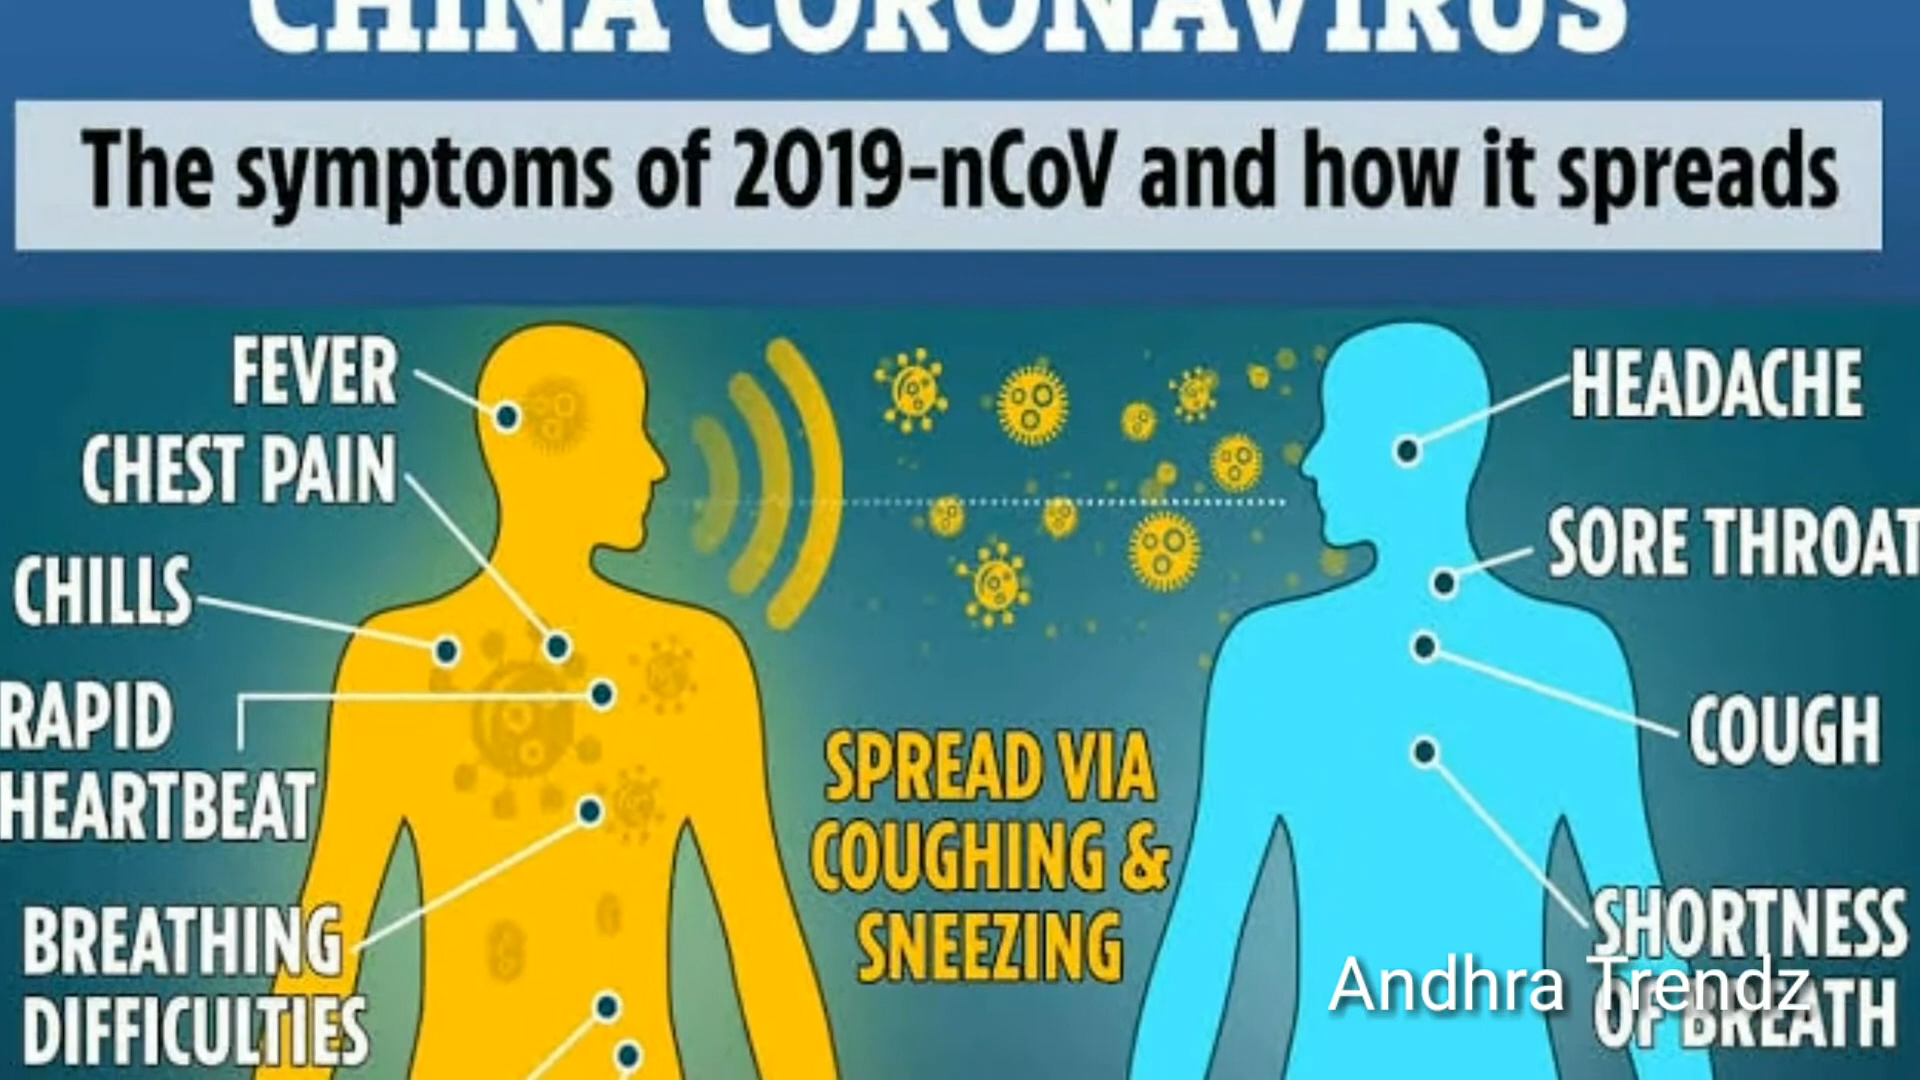 CHINA CORONAVIRUS
The symptoms of 2019-nCoV and how it spreads
FEVER
CHEST PAIN
CHILLS
RAPID
HEARTBEAT
BREATHING
DIFFICULTIES
SPREAD VIA
COUGHING &
SNEEZING
HEADACHE
SORE THROAT
COUGH
SHORTNESS
OF BREATH
Andhra Trendz